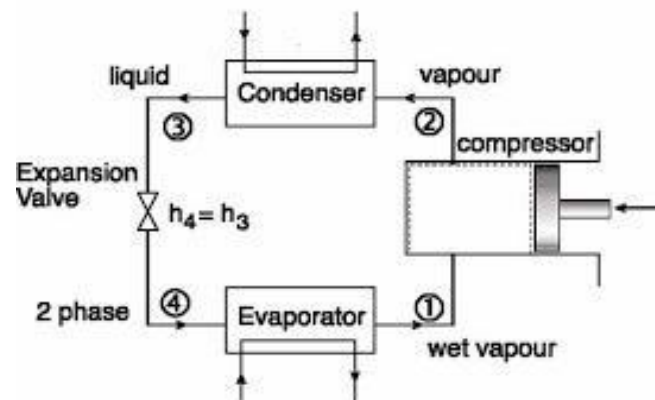 liquid
Condenser
vapour
③
②
compressor
Expansion
Valve
h₄= h₃
2 phase
④
Evaporator
①
wet vapour